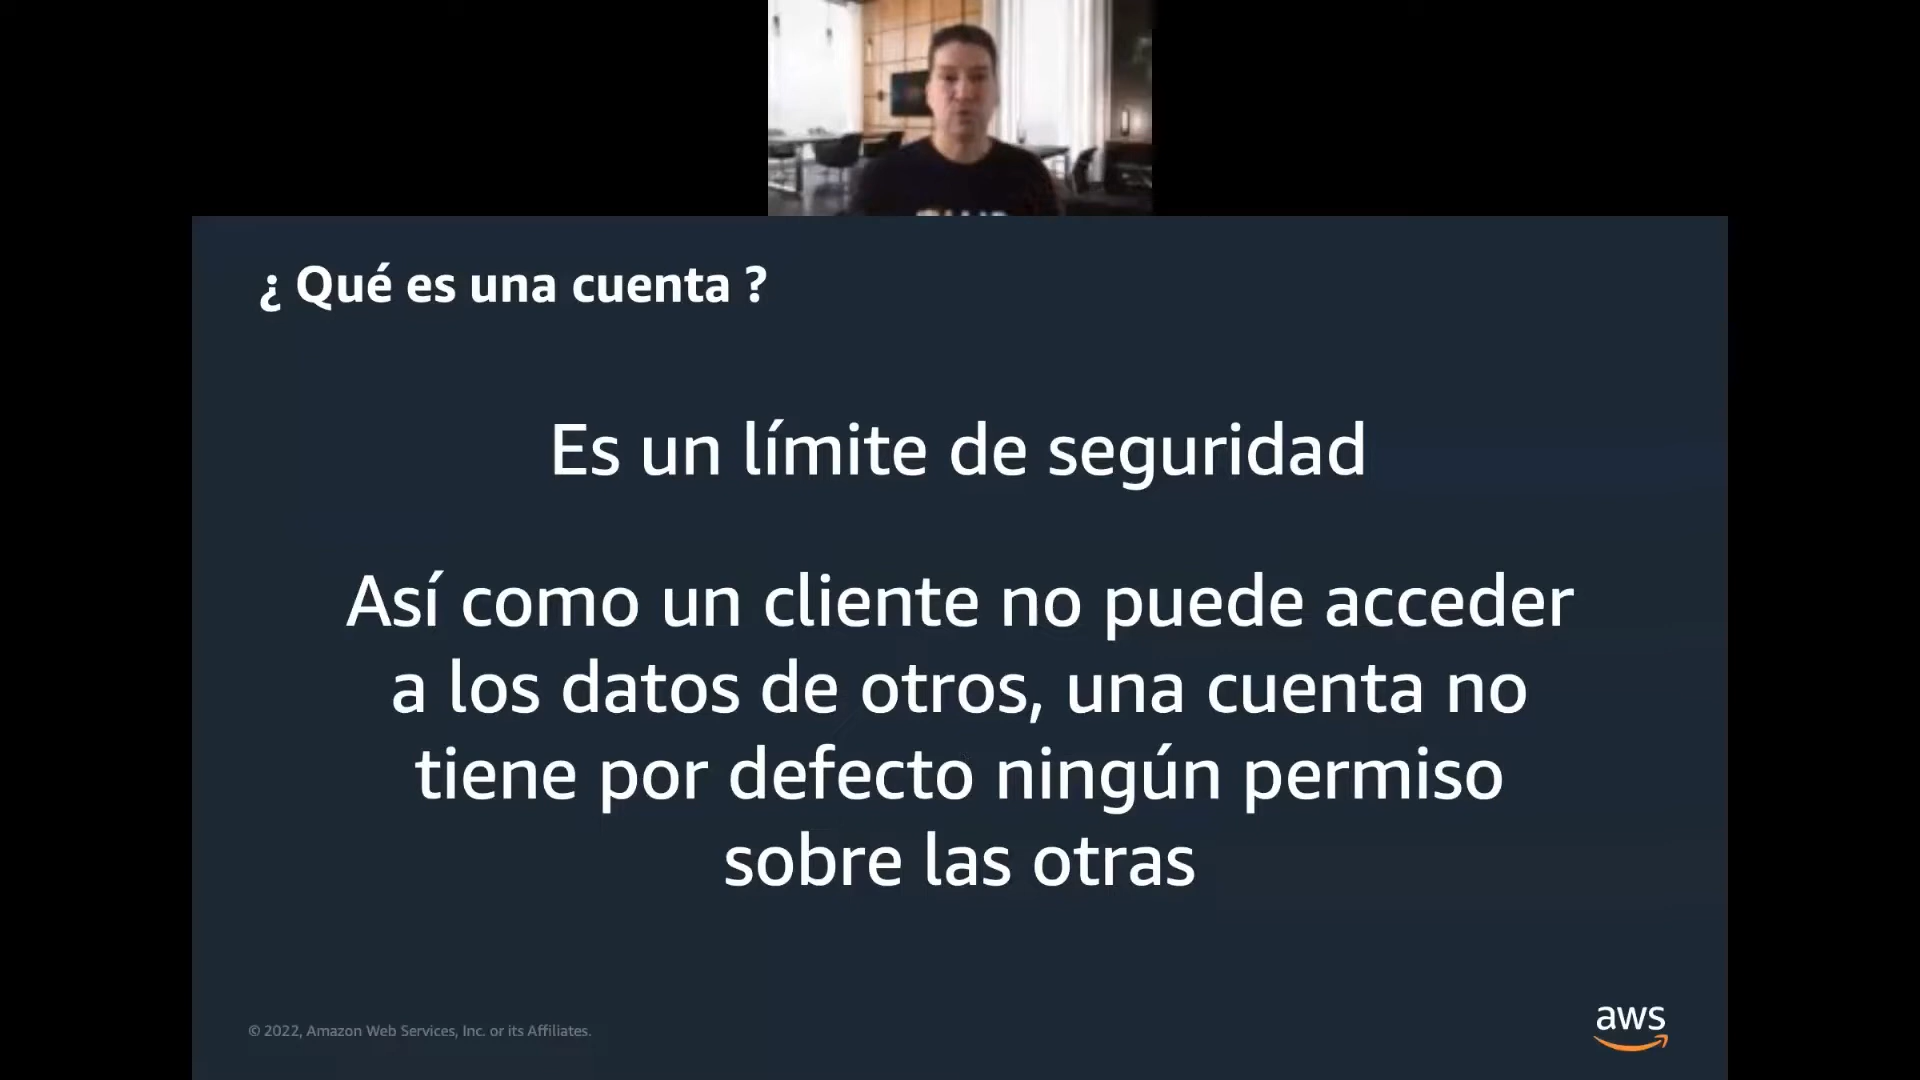 ¿ Qué es una cuenta ?
Es un límite de seguridad
Así como un cliente no puede acceder
a los datos de otros, una cuenta no
tiene por defecto ningún permiso
sobre las otras
© 2022, Amazon Web Services, Inc. or its Affiliates.
aws